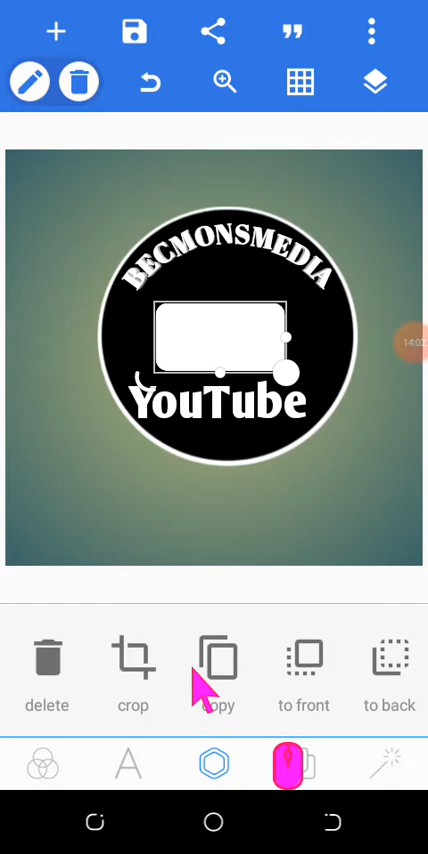 14:02
BECMONSMEDIA
YouTube
delete
crop
copy
to front
to back